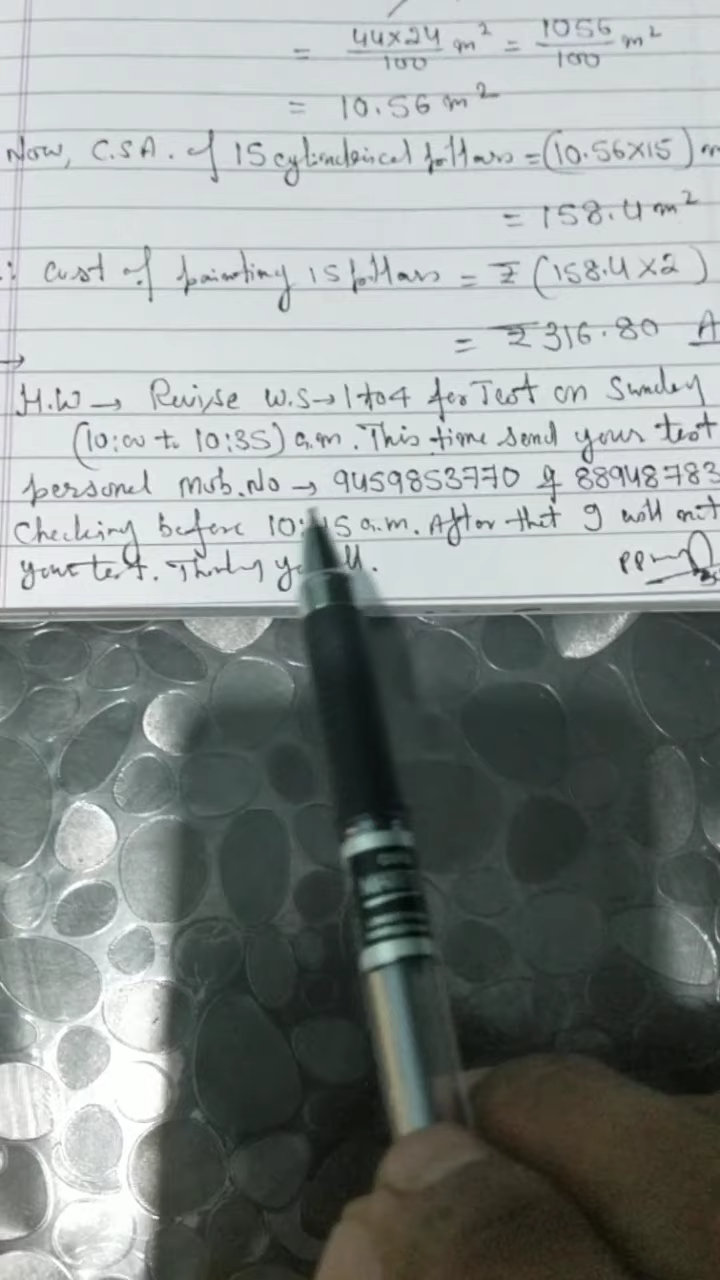 = 44×24/100 m² = 1056/100 m²
= 10.56 m²
Now, C.S.A. of 15 cylinderical pillars = (10.56×15) m
= 158.4 m²
∴ cost of painting 15 pillars = ₹ (158.4×2)
= ₹ 316.80 A
H.W → Revise W.S → 1 to 4 for Test on Sunday
(10:00 to 10:35) a.m. This time send your test
personal mob. No → 9459853770 & 88948783
Checking before 10:45 a.m. After that I will not
your test. Thank you all.